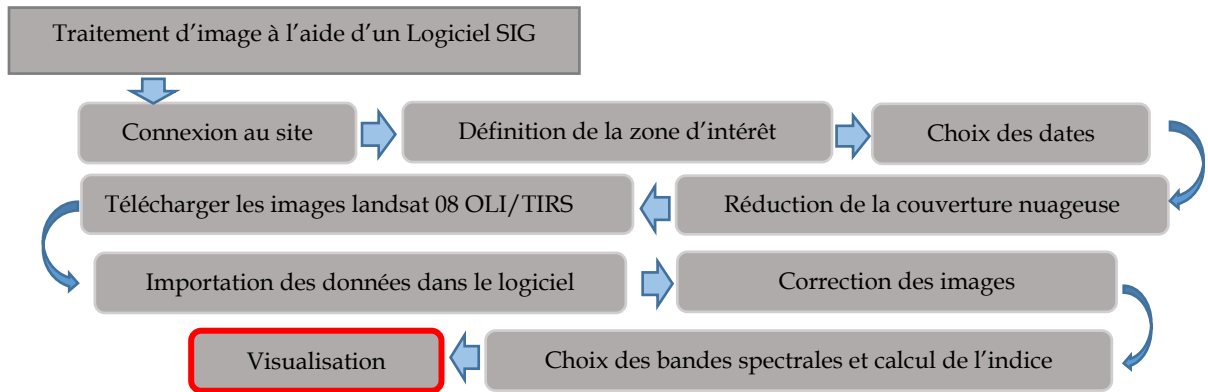 Traitement d’image à l’aide d’un Logiciel SIG
Connexion au site
Définition de la zone d’intérêt
Choix des dates
Réduction de la couverture nuageuse
Télécharger les images landsat 08 OLI/TIRS
Importation des données dans le logiciel
Correction des images
Choix des bandes spectrales et calcul de l’indice
Visualisation